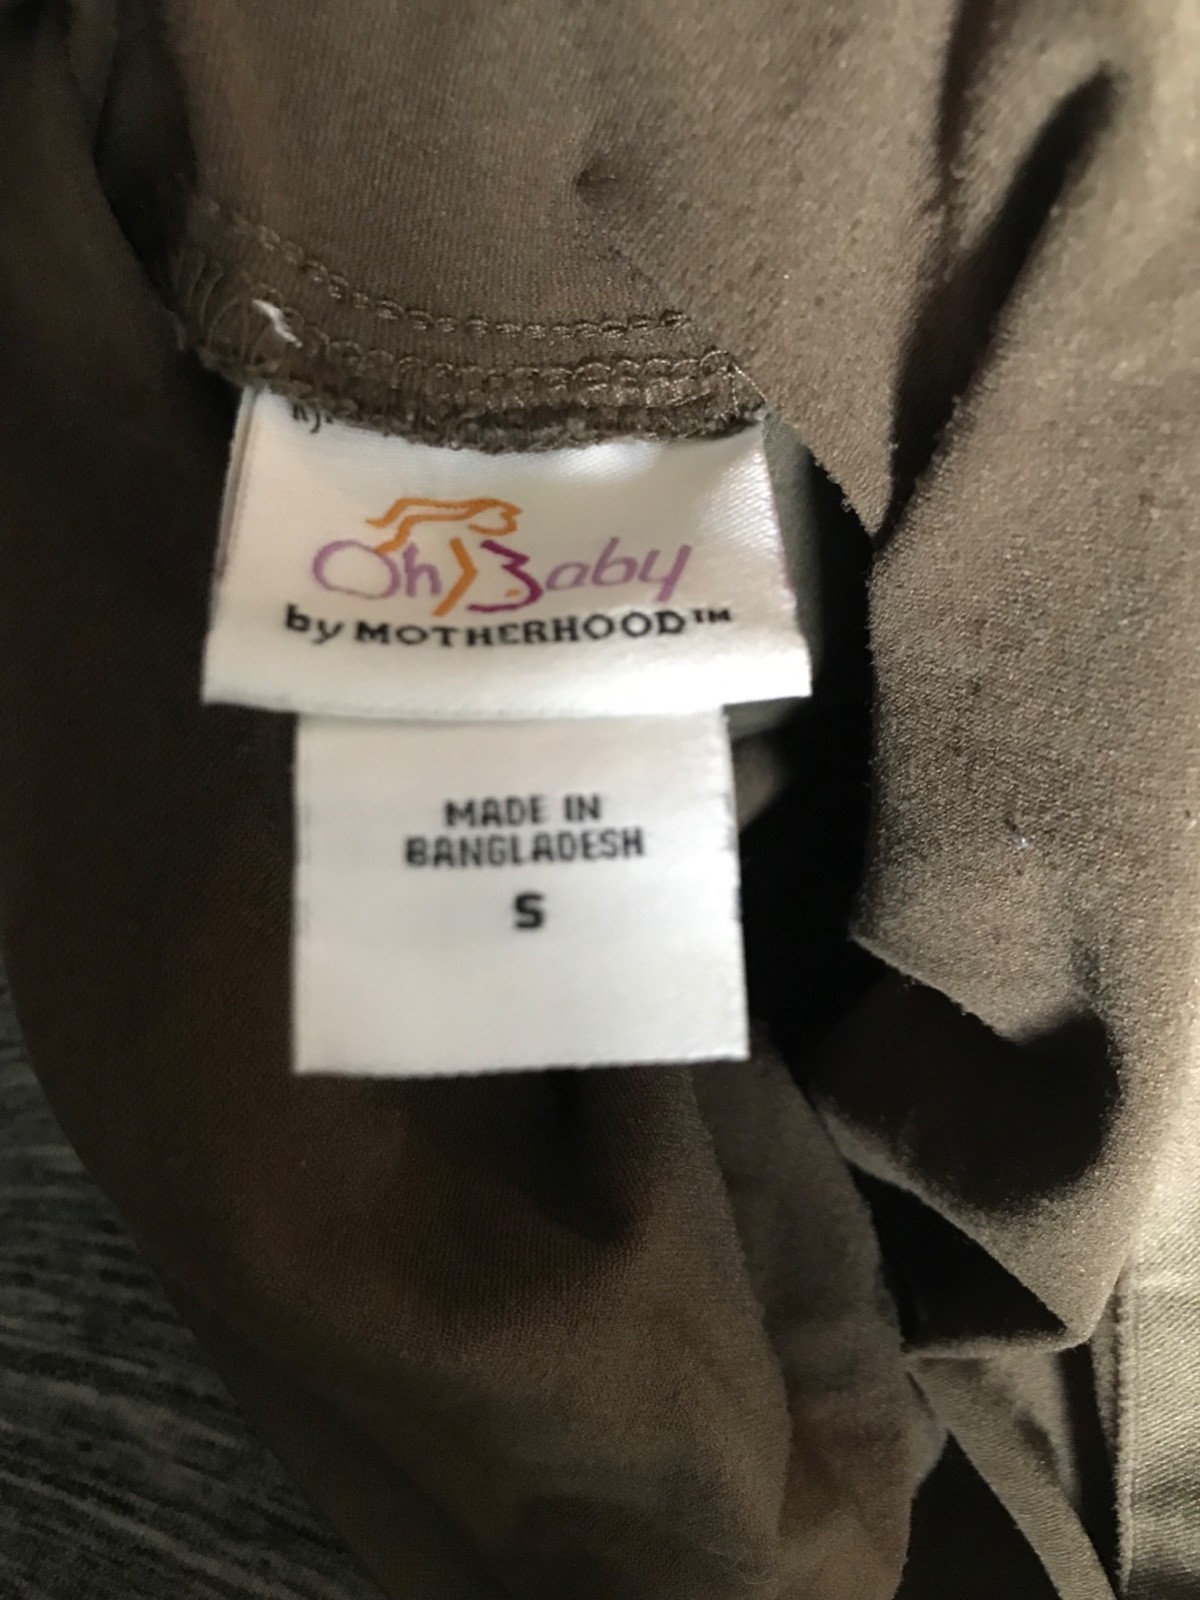 Oh Baby
by MOTHERHOOD™
MADE IN
BANGLADESH
S